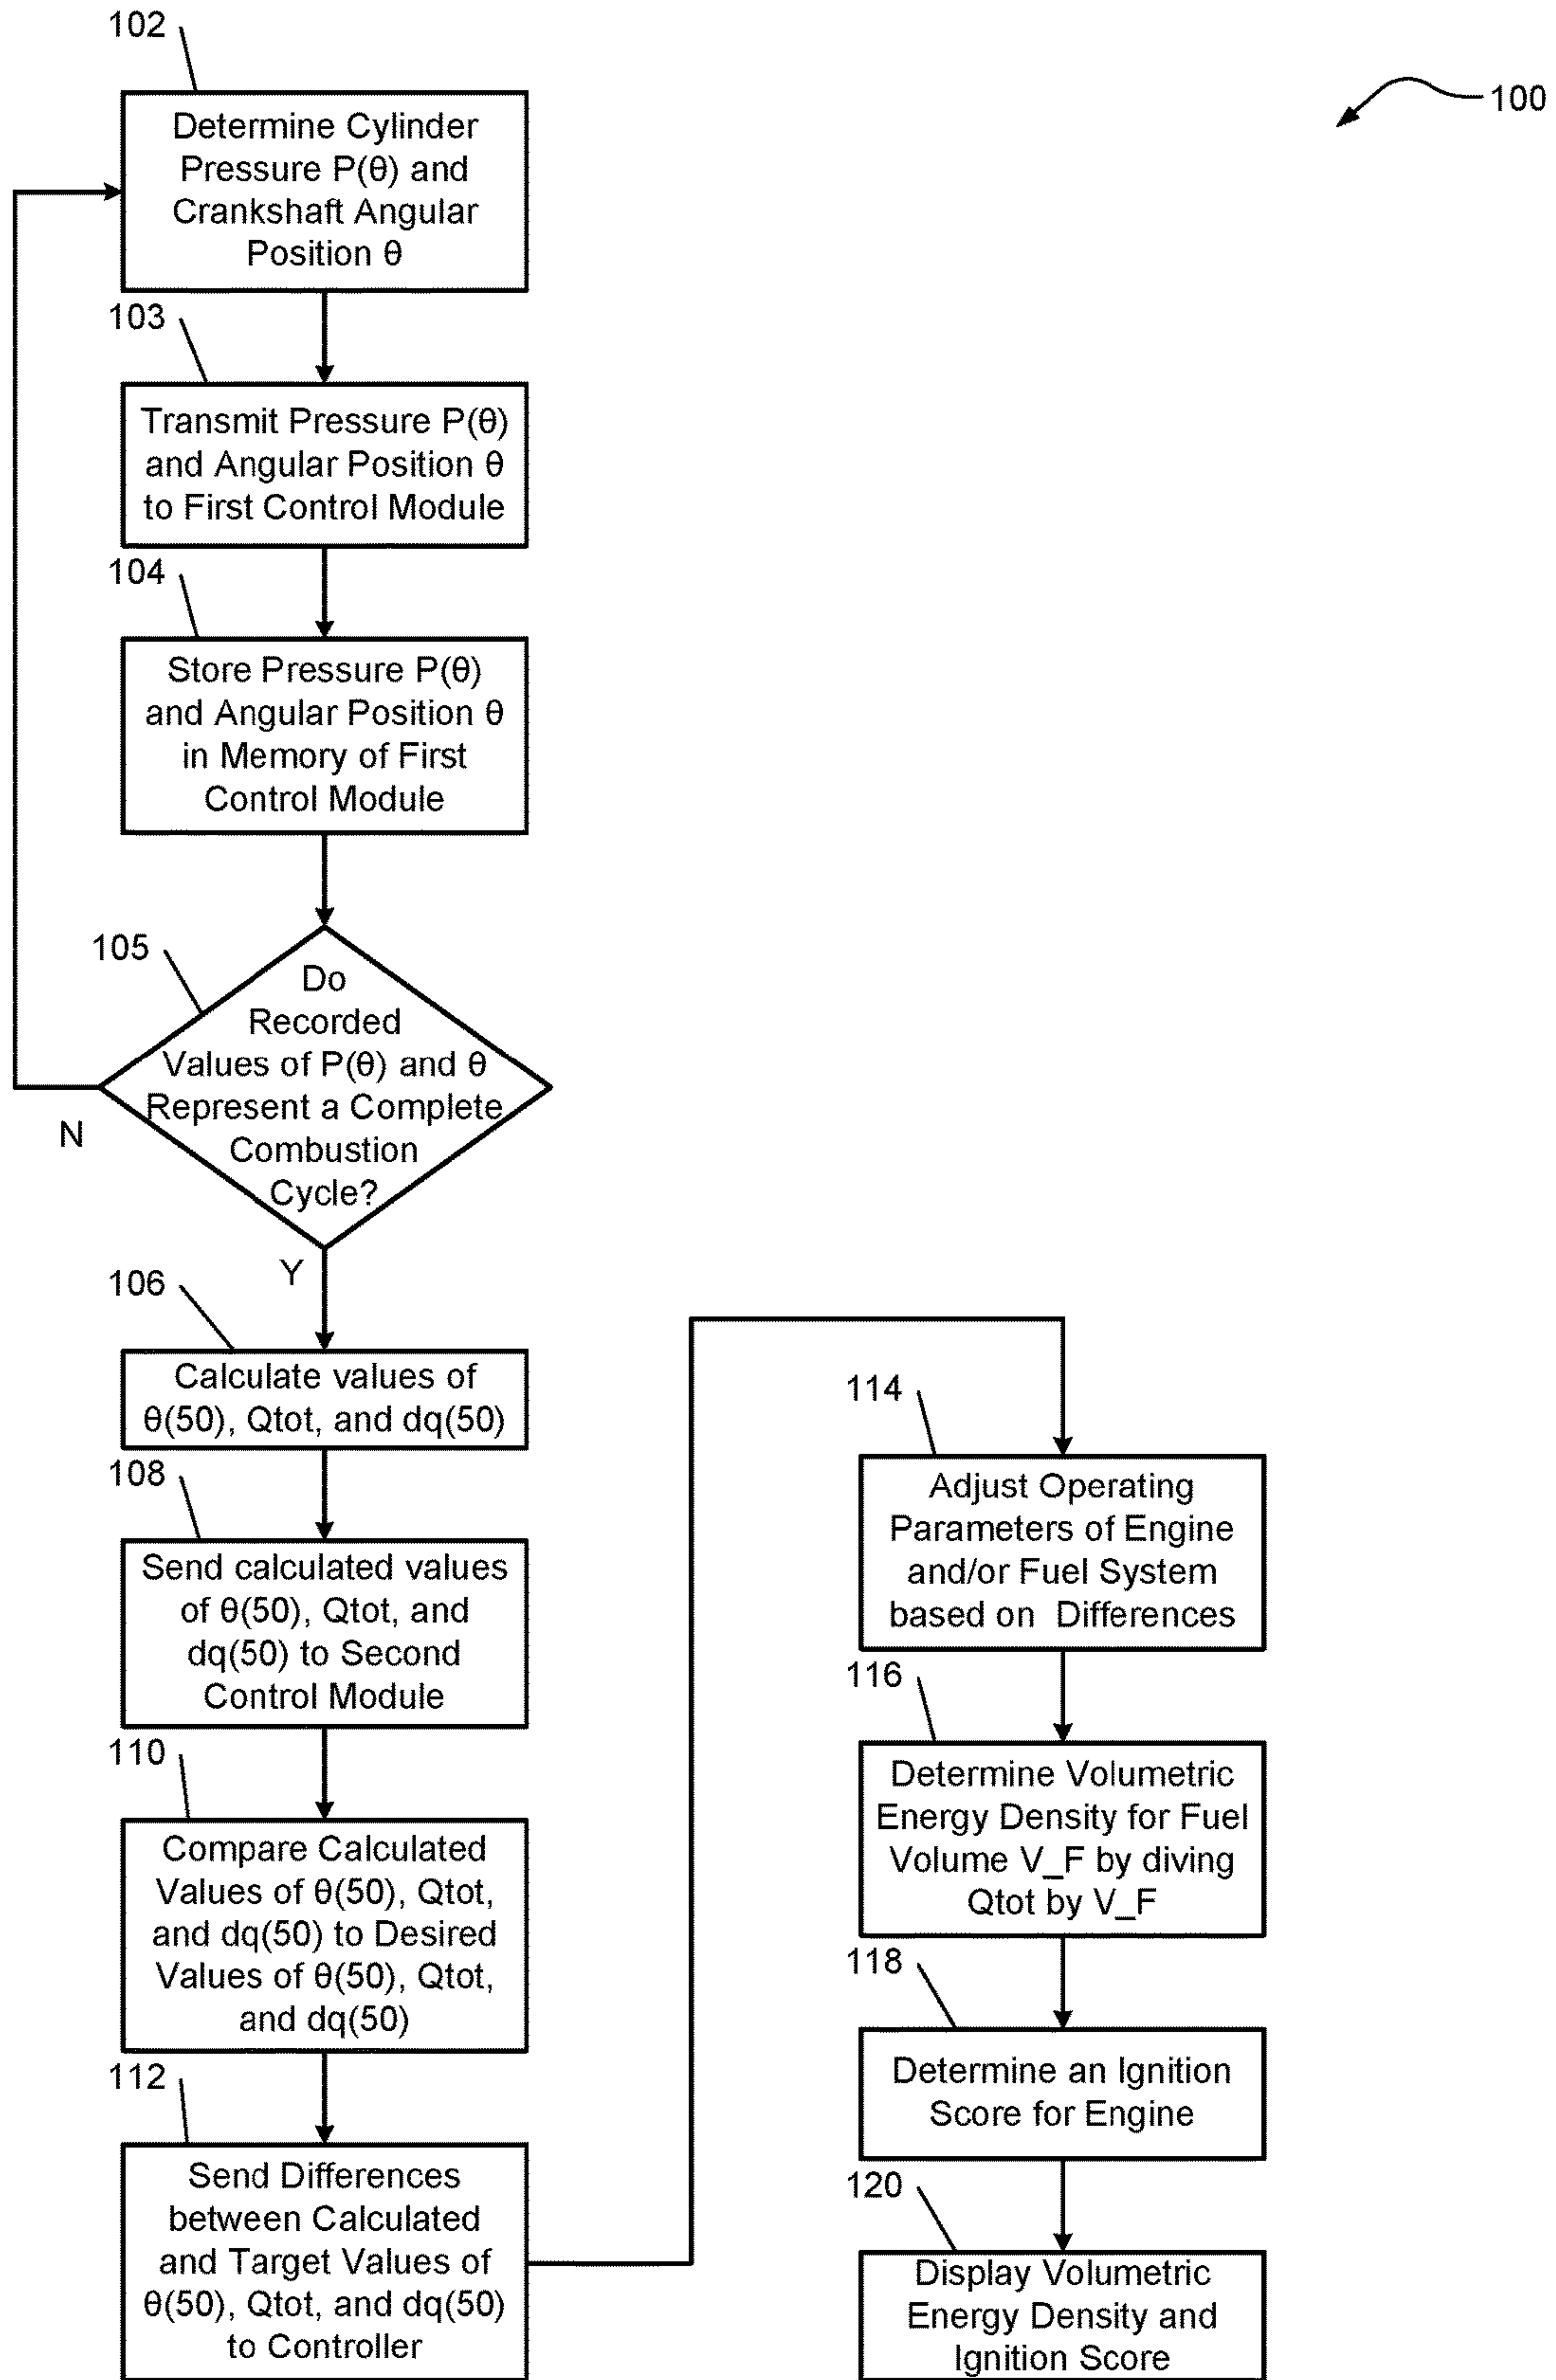 102
100
Determine Cylinder
Pressure P(θ) and
Crankshaft Angular
Position θ
103
Transmit Pressure P(θ)
and Angular Position θ
to First Control Module
104
Store Pressure P(θ)
and Angular Position θ
in Memory of First
Control Module
105
Do
Recorded
Values of P(θ) and θ
Represent a Complete
Combustion
Cycle?
N
Y
106
Calculate values of
θ(50), Qtot, and dq(50)
108
Send calculated values
of θ(50), Qtot, and
dq(50) to Second
Control Module
110
Compare Calculated
Values of θ(50), Qtot,
and dq(50) to Desired
Values of θ(50), Qtot,
and dq(50)
112
Send Differences
between Calculated
and Target Values of
θ(50), Qtot, and dq(50)
to Controller
114
Adjust Operating
Parameters of Engine
and/or Fuel System
based on Differences
116
Determine Volumetric
Energy Density for Fuel
Volume V_F by diving
Qtot by V_F
118
Determine an Ignition
Score for Engine
120
Display Volumetric
Energy Density and
Ignition Score